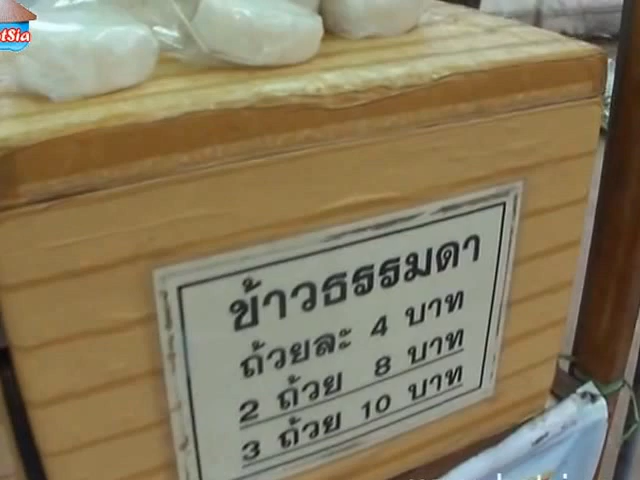 ข้าวธรรมดา
ถ้วยละ 4 บาท
2 ถ้วย 8 บาท
3 ถ้วย 10 บาท